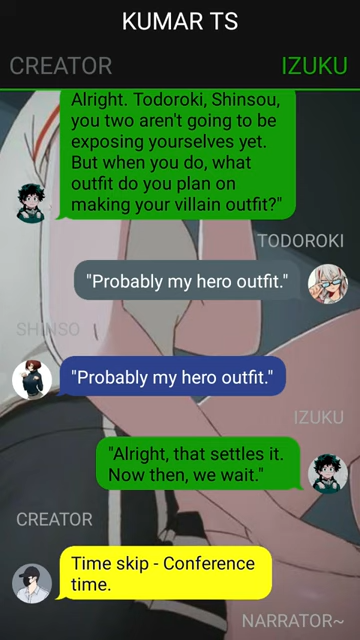 KUMAR TS
CREATOR
IZUKU
Alright. Todoroki, Shinsou,
you two aren't going to be
exposing yourselves yet.
But when you do, what
outfit do you plan on
making your villain outfit?"
TODOROKI
"Probably my hero outfit."
SHINSO
"Probably my hero outfit."
IZUKU
"Alright, that settles it.
Now then, we wait."
CREATOR
Time skip - Conference
time.
NARRATOR~